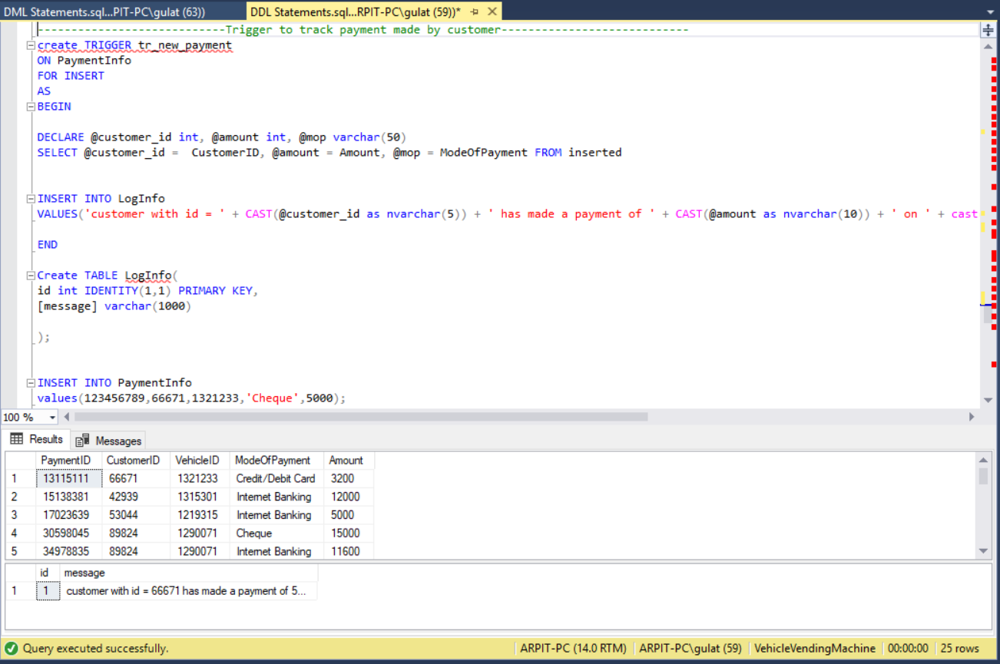 DML Statements.sql...PIT-PC\gulat (63))
DDL Statements.sql...RPIT-PC\gulat (59))*
----------------------------Trigger to track payment made by customer----------------------------
create TRIGGER tr_new_payment
ON PaymentInfo
FOR INSERT
AS
BEGIN
DECLARE @customer_id int, @amount int, @mop varchar(50)
SELECT @customer_id =  CustomerID, @amount = Amount, @mop = ModeOfPayment FROM inserted
INSERT INTO LogInfo
VALUES('customer with id = ' + CAST(@customer_id as nvarchar(5)) + ' has made a payment of ' + CAST(@amount as nvarchar(10)) + ' on ' + cast
END
Create TABLE LogInfo(
id int IDENTITY(1,1) PRIMARY KEY,
[message] varchar(1000)
);
INSERT INTO PaymentInfo
values(123456789,66671,1321233,'Cheque',5000);
100 %
Results Messages
PaymentID CustomerID VehicleID ModeOfPayment Amount
1 13115111 66671 1321233 Credit/Debit Card 3200
2 15138381 42939 1315301 Internet Banking 12000
3 17023639 53044 1219315 Internet Banking 5000
4 30598045 89824 1290071 Cheque 15000
5 34978835 89824 1290071 Internet Banking 11600
id message
1 1 customer with id = 66671 has made a payment of 5...
Query executed successfully. ARPIT-PC (14.0 RTM) ARPIT-PC\gulat (59) VehicleVendingMachine 00:00:00 25 rows